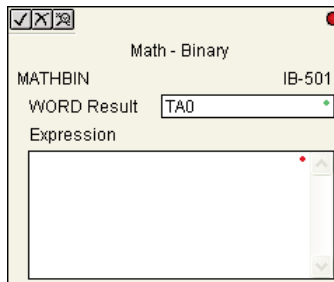 Math - Binary
MATHBIN IB-501
WORD Result TA0
Expression